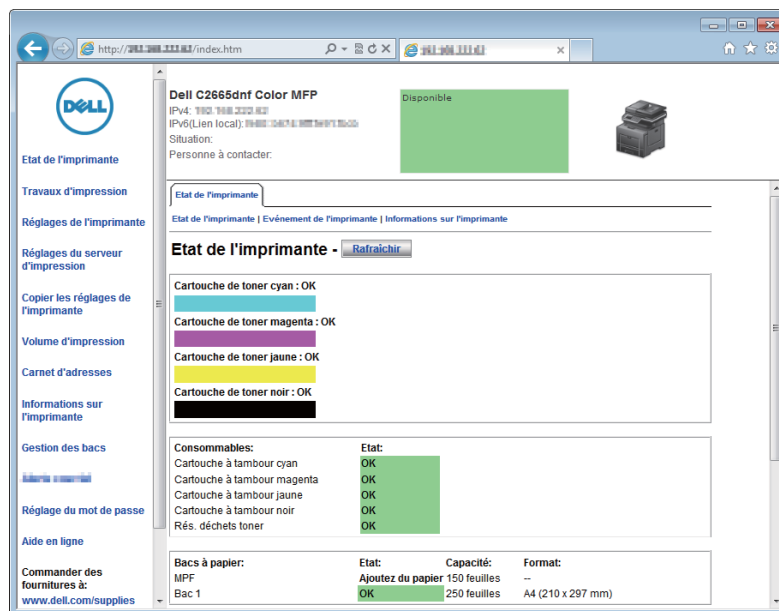 http:// /index.htm
DELL
Dell C2665dnf Color MFP
IPv4:
IPv6(Lien local):
Situation:
Personne à contacter:
Disponible
Etat de l'imprimante
Travaux d'impression
Réglages de l'imprimante
Réglages du serveur
d'impression
Copier les réglages de
l'imprimante
Volume d'impression
Carnet d'adresses
Informations sur
l'imprimante
Gestion des bacs
Réglage du mot de passe
Aide en ligne
Commander des
fournitures à:
www.dell.com/supplies
Etat de l'imprimante
Etat de l'imprimante | Evénement de l'imprimante | Informations sur l'imprimante
Etat de l'imprimante - Rafraîchir
Cartouche de toner cyan : OK
Cartouche de toner magenta : OK
Cartouche de toner jaune : OK
Cartouche de toner noir : OK
Consommables: Etat:
Cartouche à tambour cyan OK
Cartouche à tambour magenta OK
Cartouche à tambour jaune OK
Cartouche à tambour noir OK
Rés. déchets toner OK
Bacs à papier: Etat: Capacité: Format:
MPF Ajoutez du papier 150 feuilles --
Bac 1 OK 250 feuilles A4 (210 x 297 mm)